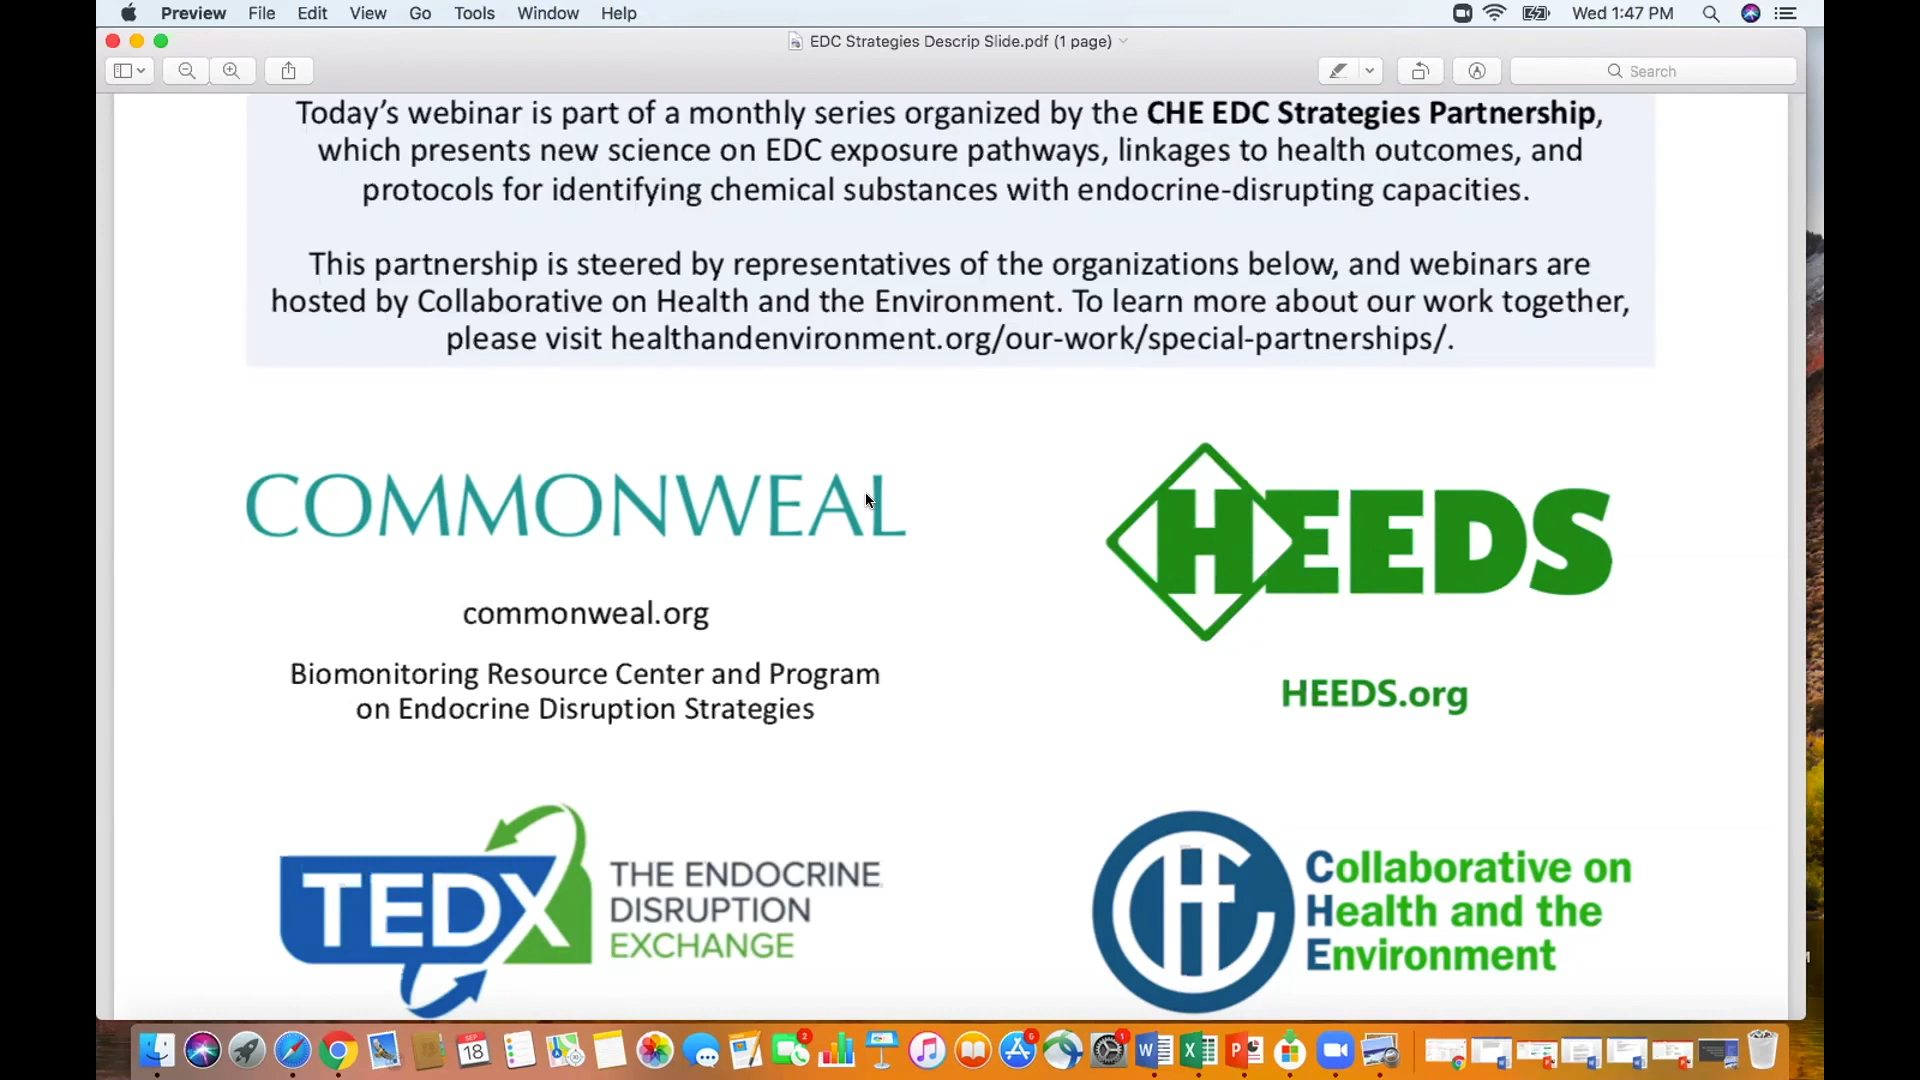 Preview File Edit View Go Tools Window Help Wed 1:47 PM
EDC Strategies Descrip Slide.pdf (1 page)
Search
Today's webinar is part of a monthly series organized by the CHE EDC Strategies Partnership,
which presents new science on EDC exposure pathways, linkages to health outcomes, and
protocols for identifying chemical substances with endocrine-disrupting capacities.
This partnership is steered by representatives of the organizations below, and webinars are
hosted by Collaborative on Health and the Environment. To learn more about our work together,
please visit healthandenvironment.org/our-work/special-partnerships/.
COMMONWEAL
commonweal.org
Biomonitoring Resource Center and Program
on Endocrine Disruption Strategies
HEEDS
HEEDS.org
TEDX
THE ENDOCRINE
DISRUPTION
EXCHANGE
CHE
Collaborative on
Health and the
Environment
SEP
18
2
6
1
W
X
P